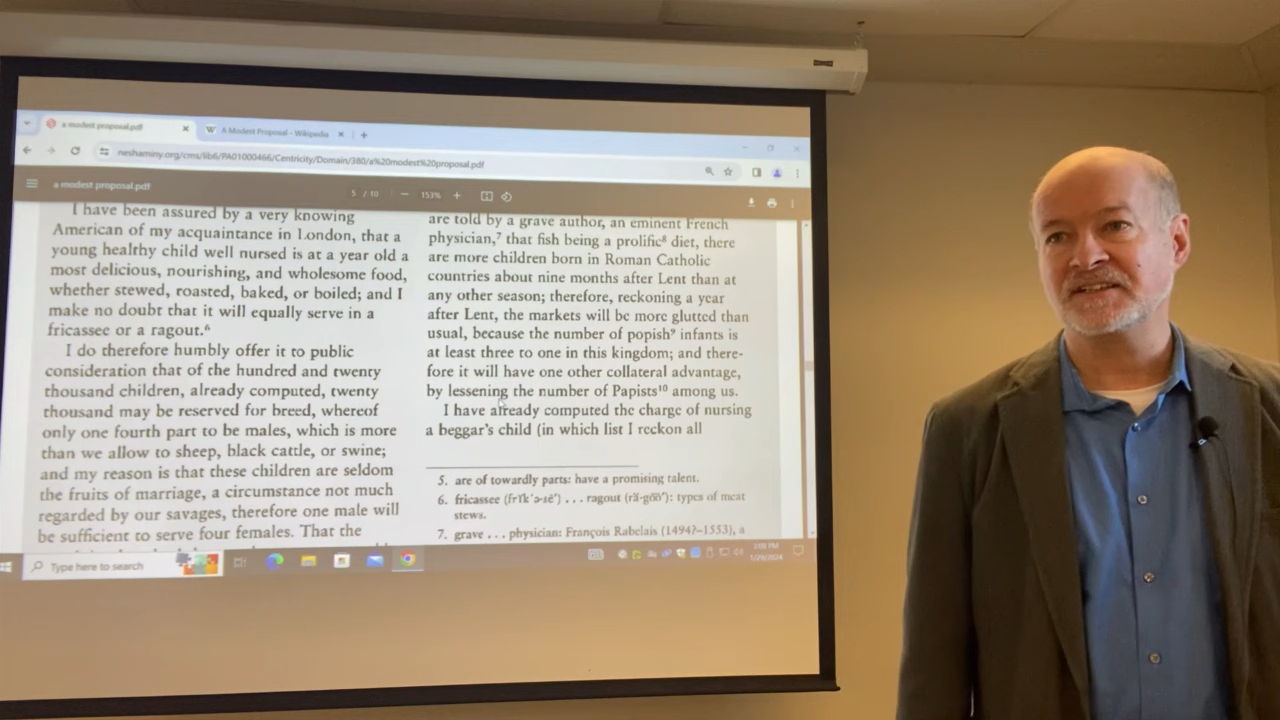 a modest proposal.pdf
A Modest Proposal - Wikipedia
neshaminy.org/cms/lib6/PA01000466/Centricity/Domain/380/a%20modest%20proposal.pdf
a modest proposal.pdf
5 / 10
153%
I have been assured by a very knowing
American of my acquaintance in London, that a
young healthy child well nursed is at a year old a
most delicious, nourishing, and wholesome food,
whether stewed, roasted, baked, or boiled; and I
make no doubt that it will equally serve in a
fricassee or a ragout.⁶
I do therefore humbly offer it to public
consideration that of the hundred and twenty
thousand children, already computed, twenty
thousand may be reserved for breed, whereof
only one fourth part to be males, which is more
than we allow to sheep, black cattle, or swine;
and my reason is that these children are seldom
the fruits of marriage, a circumstance not much
regarded by our savages, therefore one male will
be sufficient to serve four females. That the
are told by a grave author, an eminent French
physician,⁷ that fish being a prolific⁸ diet, there
are more children born in Roman Catholic
countries about nine months after Lent than at
any other season; therefore, reckoning a year
after Lent, the markets will be more glutted than
usual, because the number of popish⁹ infants is
at least three to one in this kingdom; and there-
fore it will have one other collateral advantage,
by lessening the number of Papists¹⁰ among us.
I have already computed the charge of nursing
a beggar's child (in which list I reckon all
5. are of towardly parts: have a promising talent.
6. fricassee (frĭk′ə-sē′) . . . ragout (ră-go͞o′): types of meat
stews.
7. grave . . . physician: François Rabelais (1494?–1553), a
Type here to search
3:09 PM
1/29/2024